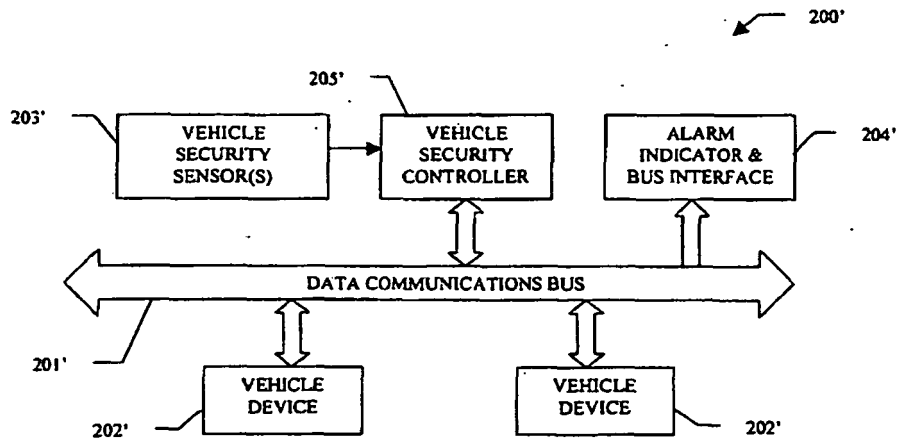 200'
205'
203'
VEHICLE
SECURITY
SENSOR(S)
VEHICLE
SECURITY
CONTROLLER
ALARM
INDICATOR &
BUS INTERFACE
204'
DATA COMMUNICATIONS BUS
201'
VEHICLE
DEVICE
202'
VEHICLE
DEVICE
202'